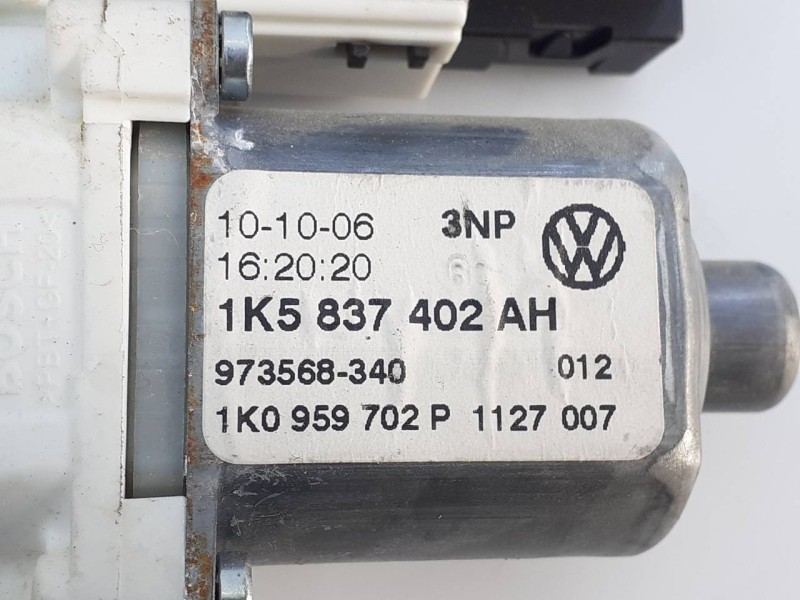 10-10-06 3NP
16:20:20
1K5 837 402 AH
973568-340 012
1K0 959 702 P 1127 007